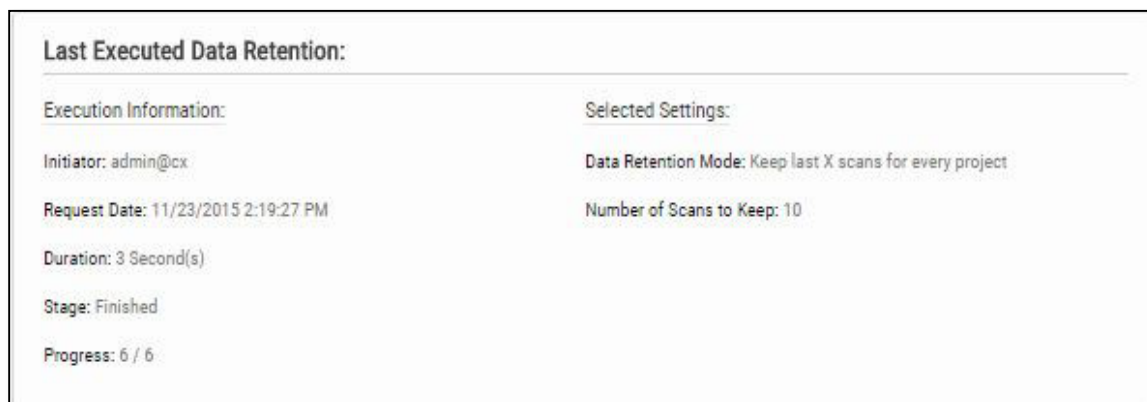 Last Executed Data Retention:
Execution Information:
Selected Settings:
Initiator: admin@cx
Data Retention Mode: Keep last X scans for every project
Request Date: 11/23/2015 2:19:27 PM
Number of Scans to Keep: 10
Duration: 3 Second(s)
Stage: Finished
Progress: 6 / 6